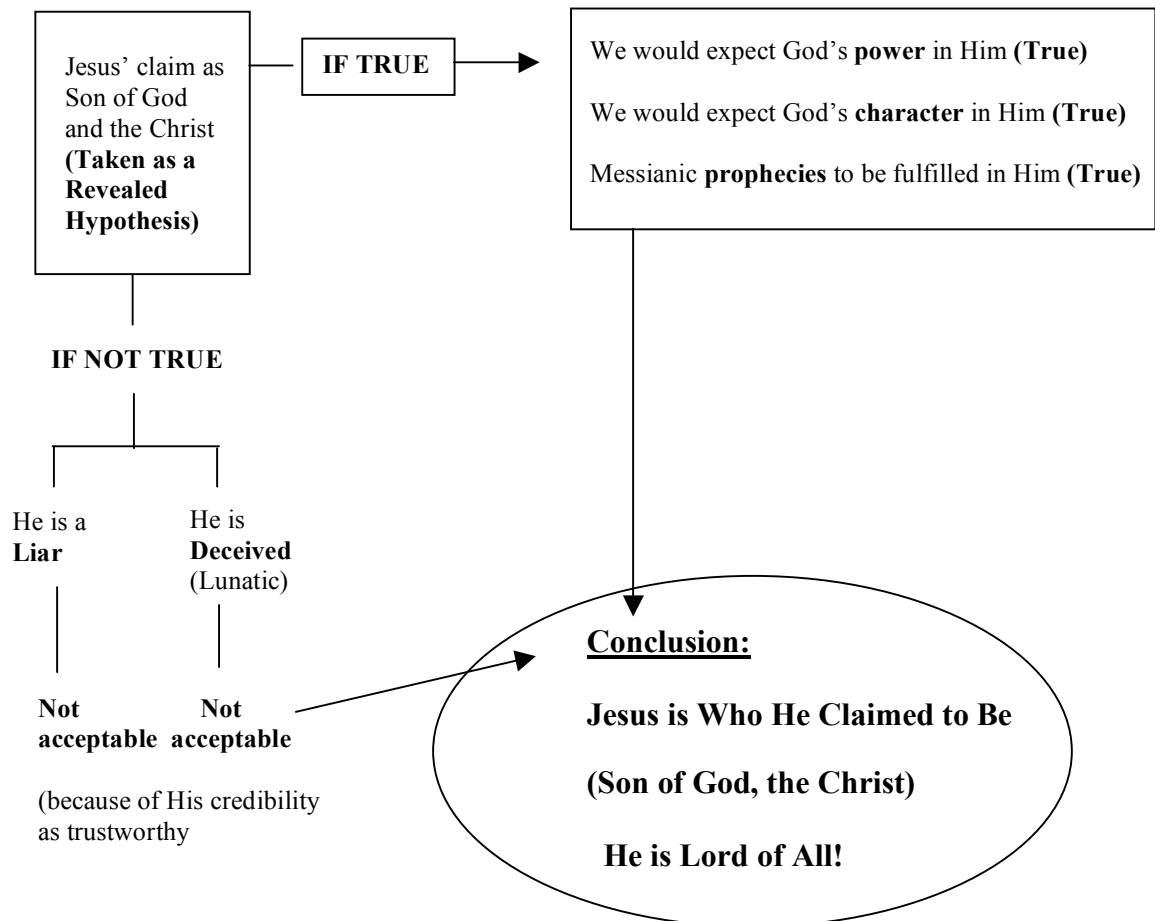 Jesus’ claim as
Son of God
and the Christ
(Taken as a
Revealed
Hypothesis)
IF TRUE
We would expect God’s power in Him (True)
We would expect God’s character in Him (True)
Messianic prophecies to be fulfilled in Him (True)
IF NOT TRUE
He is a
Liar
He is
Deceived
(Lunatic)
Not
acceptable
Not
acceptable
(because of His credibility
as trustworthy
Conclusion:
Jesus is Who He Claimed to Be
(Son of God, the Christ)
He is Lord of All!